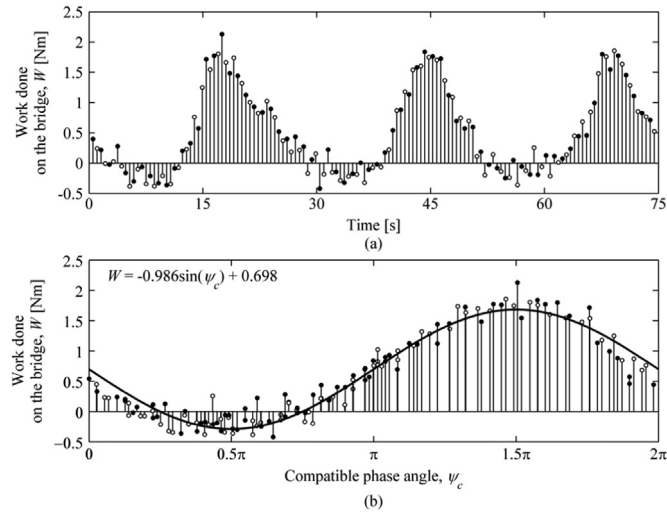 2.5
2
1.5
1
0.5
0
-0.5
Work done
on the bridge, W [Nm]
0 15 30 45 60 75
Time [s]
(a)
2.5
2
1.5
1
0.5
0
-0.5
Work done
on the bridge, W [Nm]
W = -0.986sin(ψc) + 0.698
0 0.5π π 1.5π 2π
Compatible phase angle, ψc
(b)